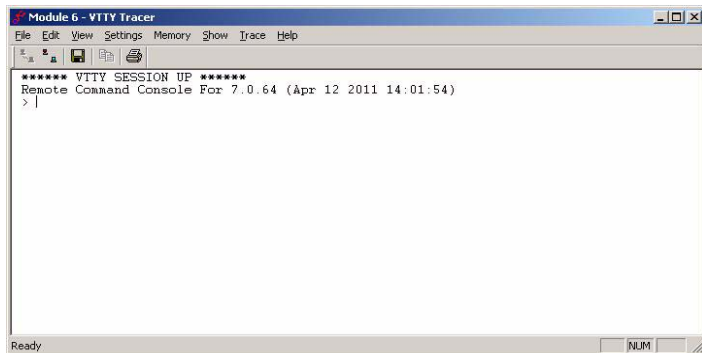 Module 6 - VTTY Tracer
File Edit View Settings Memory Show Trace Help
****** VTTY SESSION UP ******
Remote Command Console For 7.0.64 (Apr 12 2011 14:01:54)
>
Ready NUM